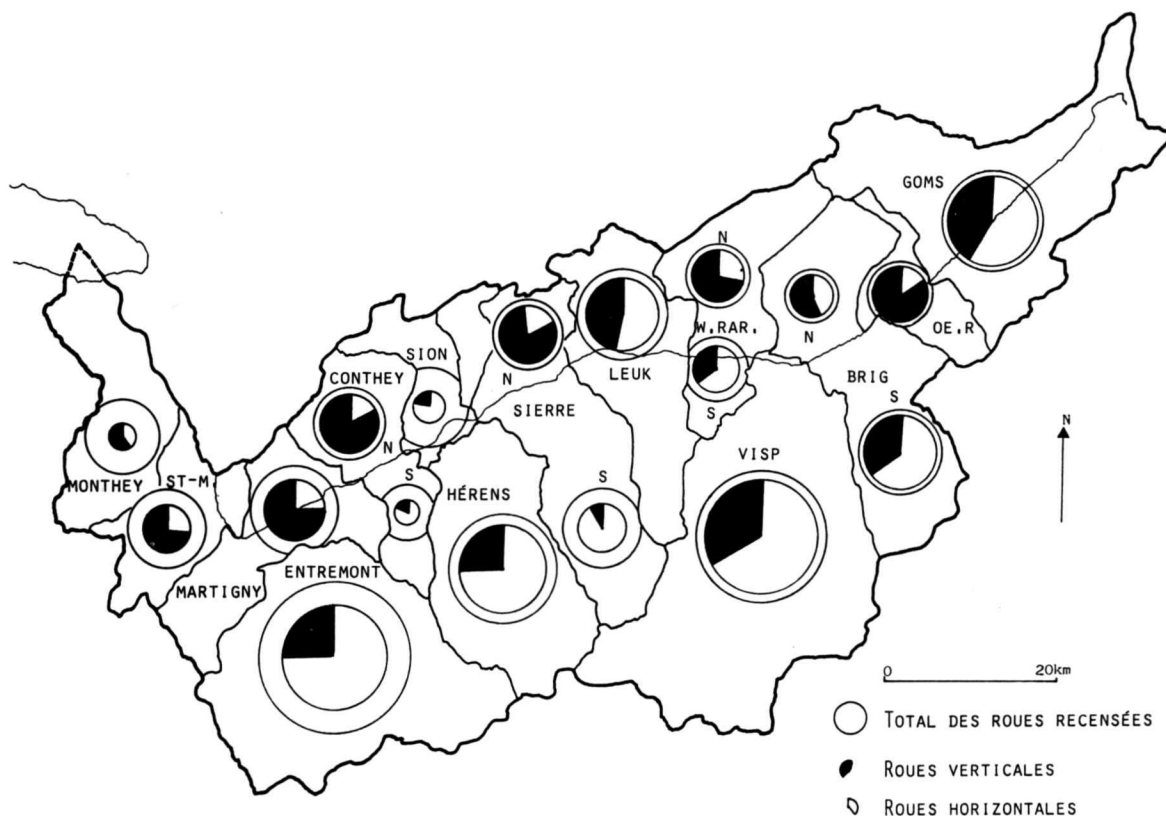 GOMS
N
W.RAR.
N
OE.R
SION
N
LEUK
S
BRIG
CONTHEY
N
SIERRE
S
VISP
N
MONTHEY
ST-M
S
HÉRENS
S
MARTIGNY
ENTREMONT
0 20km
TOTAL DES ROUES RECENSÉES
ROUES VERTICALES
ROUES HORIZONTALES